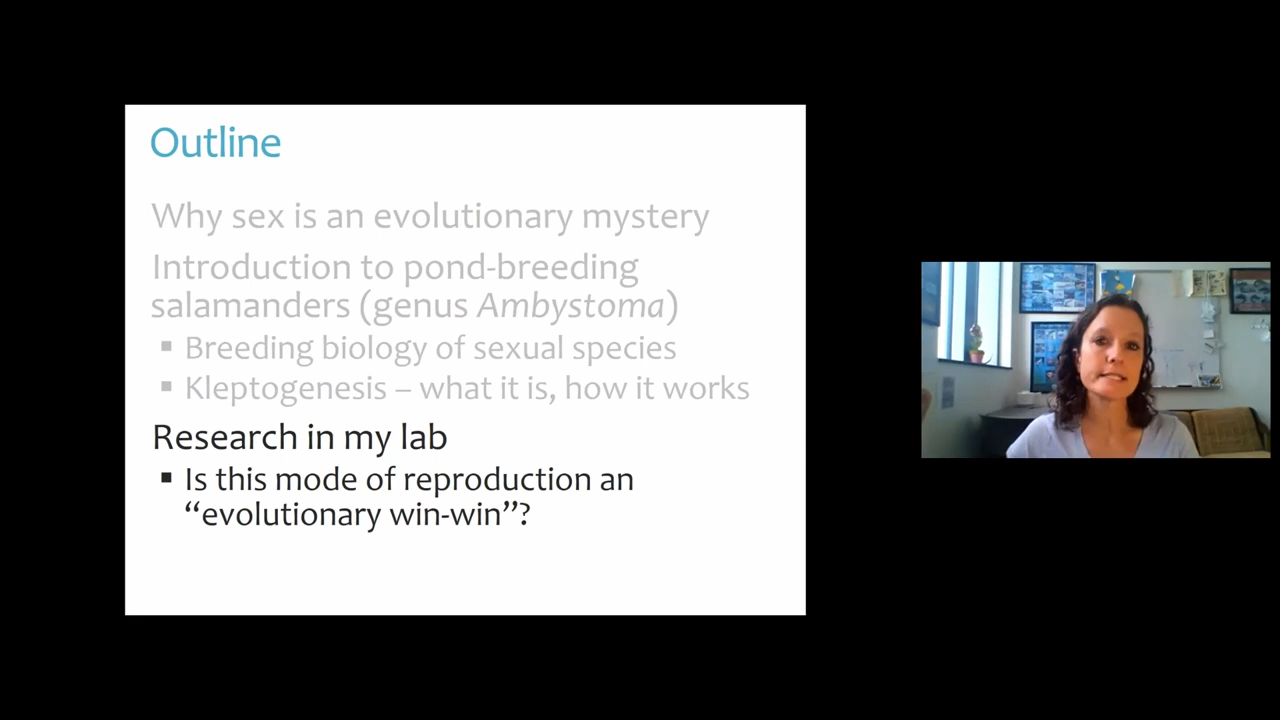 Outline
Why sex is an evolutionary mystery
Introduction to pond-breeding
salamanders (genus Ambystoma)
▪ Breeding biology of sexual species
▪ Kleptogenesis – what it is, how it works
Research in my lab
▪ Is this mode of reproduction an
“evolutionary win-win”?